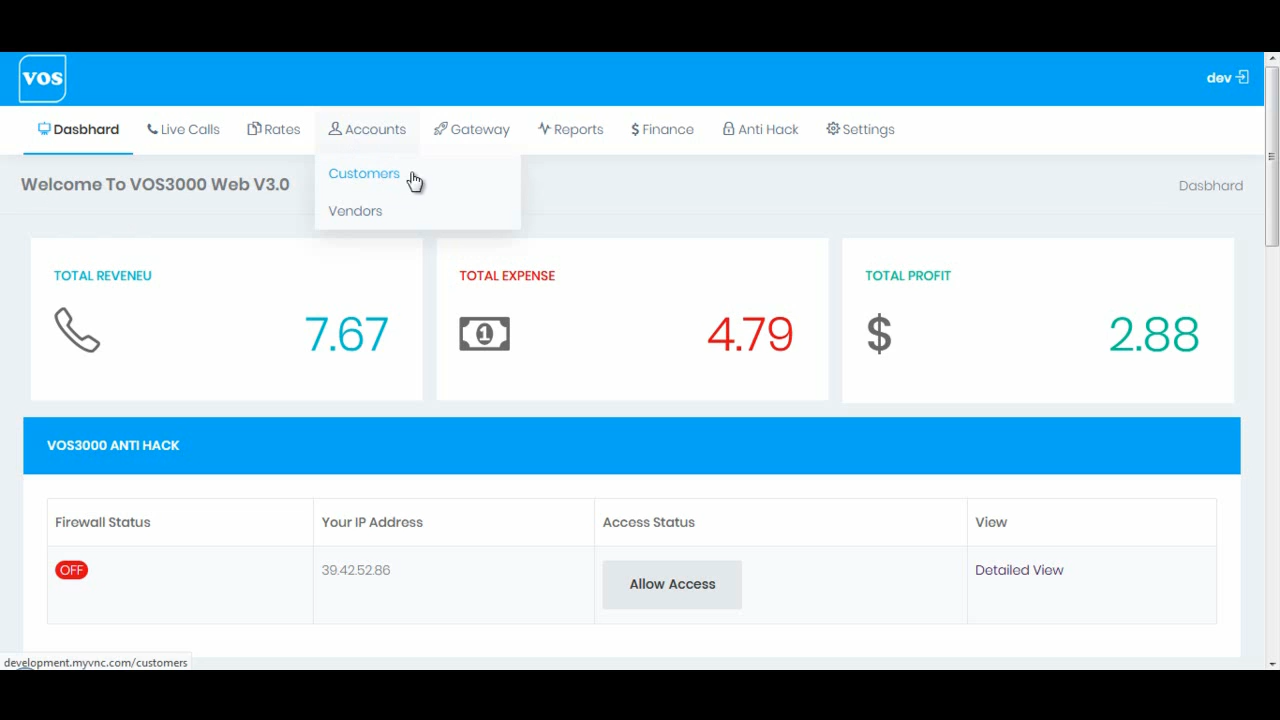 VOS
dev
Dasbhard Live Calls Rates Accounts Gateway Reports $ Finance Anti Hack Settings
Customers
Vendors
Welcome To VOS3000 Web V3.0
Dasbhard
TOTAL REVENEU
7.67
TOTAL EXPENSE
1
4.79
TOTAL PROFIT
$
2.88
VOS3000 ANTI HACK
Firewall Status Your IP Address Access Status View
OFF 39.42.52.86 Allow Access Detailed View
development.myvnc.com/customers